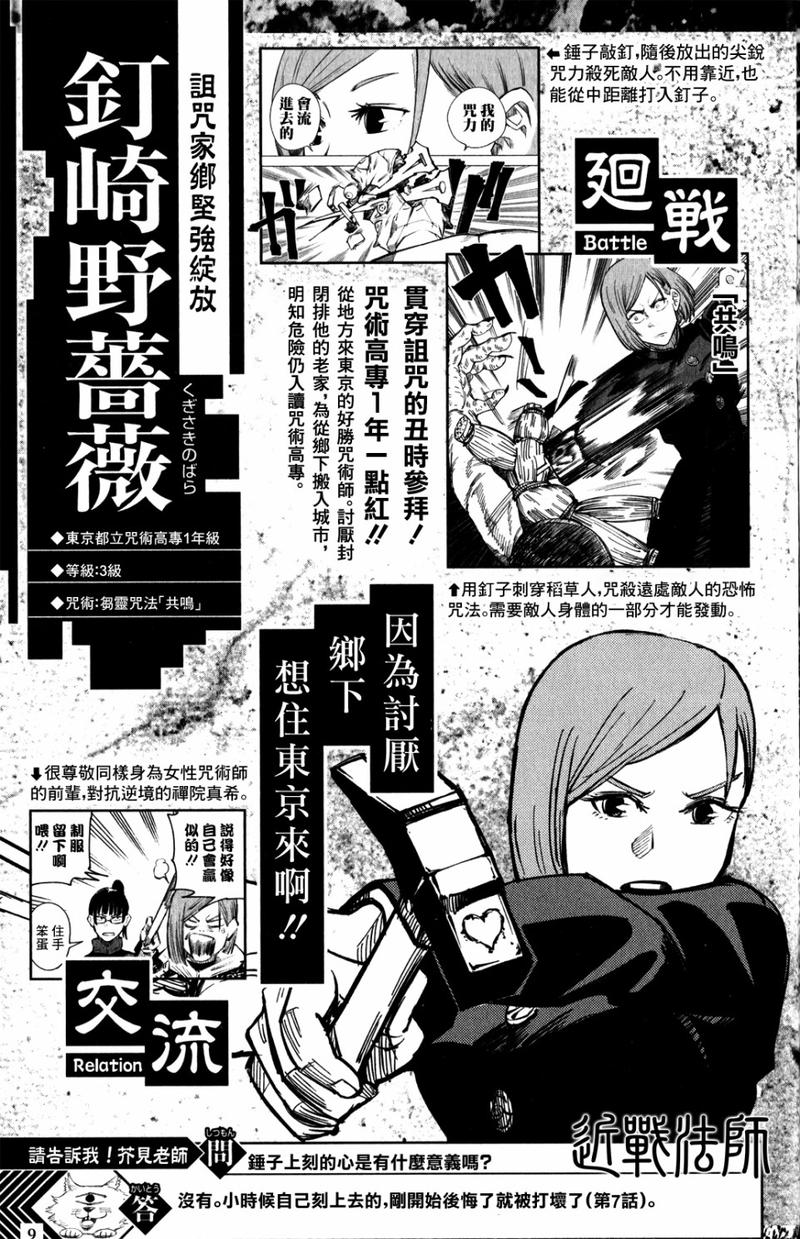 釘崎野薔薇
くぎさきのばら
詛咒家鄉堅強綻放
◆東京都立咒術高專1年級
◆等級:3級
◆咒術:芻靈咒法「共鳴」
我的
咒力
會流
進去的
ガガッ
⬅錘子敲釘,隨後放出的尖銳
咒力殺死敵人。不用靠近,也
能從中距離打入釘子。
廻戦
Battle
「共鳴」
カッ
⬆用釘子刺穿稻草人,咒殺遠處敵人的恐怖
咒法。需要敵人身體的一部分才能發動。
貫穿詛咒的丑時參拜!
咒術高專1年一點紅!!
從地方來東京的好勝咒術師。討厭封
閉排他的老家,為從鄉下搬入城市,
明知危險仍入讀咒術高專。
因為討厭
鄉下
想住東京來啊!!
⬇很尊敬同樣身為女性咒術師
的前輩,對抗逆境的禪院真希。
說得好像
自己會贏
似的!!
制服
留下啊
喂!!
住手
笨蛋
交流
Relation
近戰法師
請告訴我!芥見老師
しつもん
問
錘子上刻的心是有什麼意義嗎?
かいとう
答
沒有。小時候自己刻上去的,剛開始後悔了就被打壞了(第7話)。
9